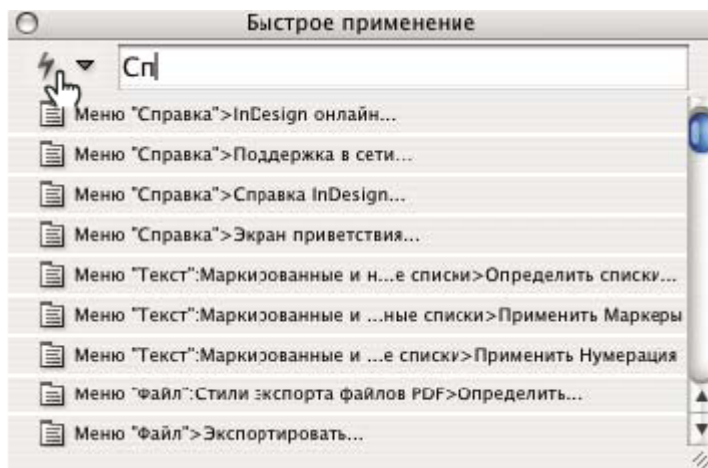 Быстрое применение
Сп
Меню "Справка">InDesign онлайн...
Меню "Справка">Поддержка в сети...
Меню "Справка">Справка InDesign...
Меню "Справка">Экран приветствия...
Меню "Текст":Маркированные и н...е списки>Определить списки...
Меню "Текст":Маркированные и ...ные списки>Применить Маркеры
Меню "Текст":Маркированные и ...е списки>Применить Нумерация
Меню "Файл":Стили экспорта файлов PDF>Определить...
Меню "Файл">Экспортировать...